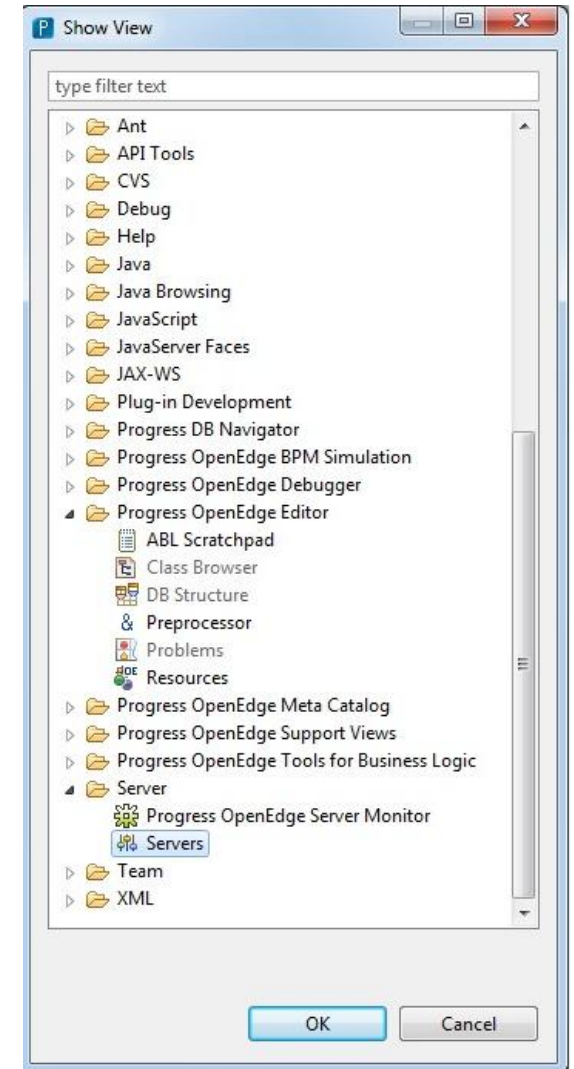 Show View
type filter text
Ant
API Tools
CVS
Debug
Help
Java
Java Browsing
JavaScript
JavaServer Faces
JAX-WS
Plug-in Development
Progress DB Navigator
Progress OpenEdge BPM Simulation
Progress OpenEdge Debugger
Progress OpenEdge Editor
ABL Scratchpad
Class Browser
DB Structure
& Preprocessor
Problems
Resources
Progress OpenEdge Meta Catalog
Progress OpenEdge Support Views
Progress OpenEdge Tools for Business Logic
Server
Progress OpenEdge Server Monitor
Servers
Team
XML
OK Cancel